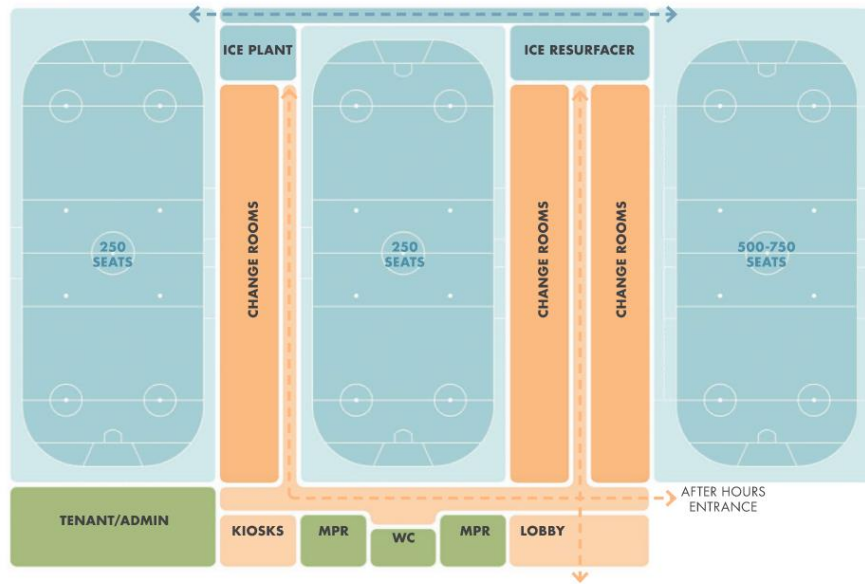 ICE PLANT
ICE RESURFACER
CHANGE ROOMS
CHANGE ROOMS
CHANGE ROOMS
250
SEATS
250
SEATS
500-750
SEATS
AFTER HOURS
ENTRANCE
TENANT/ADMIN
KIOSKS
MPR
WC
MPR
LOBBY